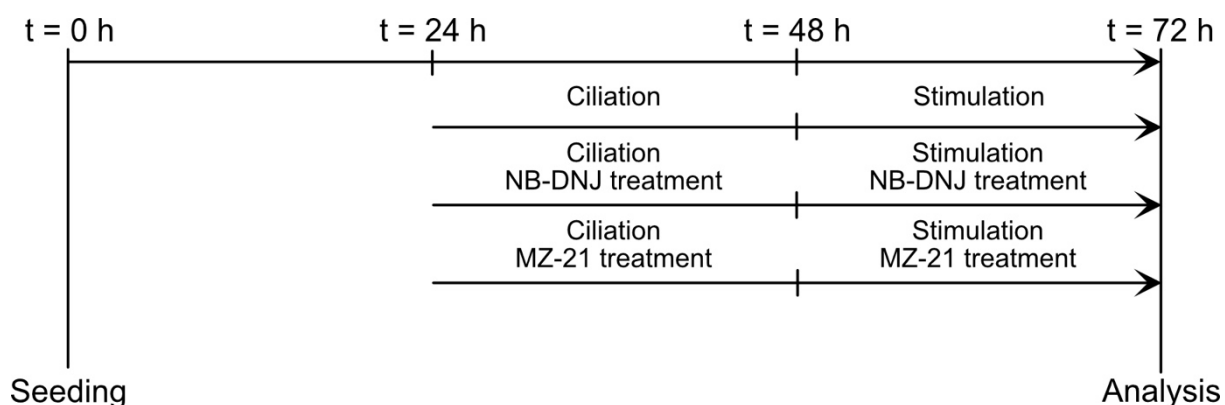 t = 0 h t = 24 h t = 48 h t = 72 h
Ciliation Stimulation
Ciliation Stimulation
NB-DNJ treatment NB-DNJ treatment
Ciliation Stimulation
MZ-21 treatment MZ-21 treatment
Seeding Analysis